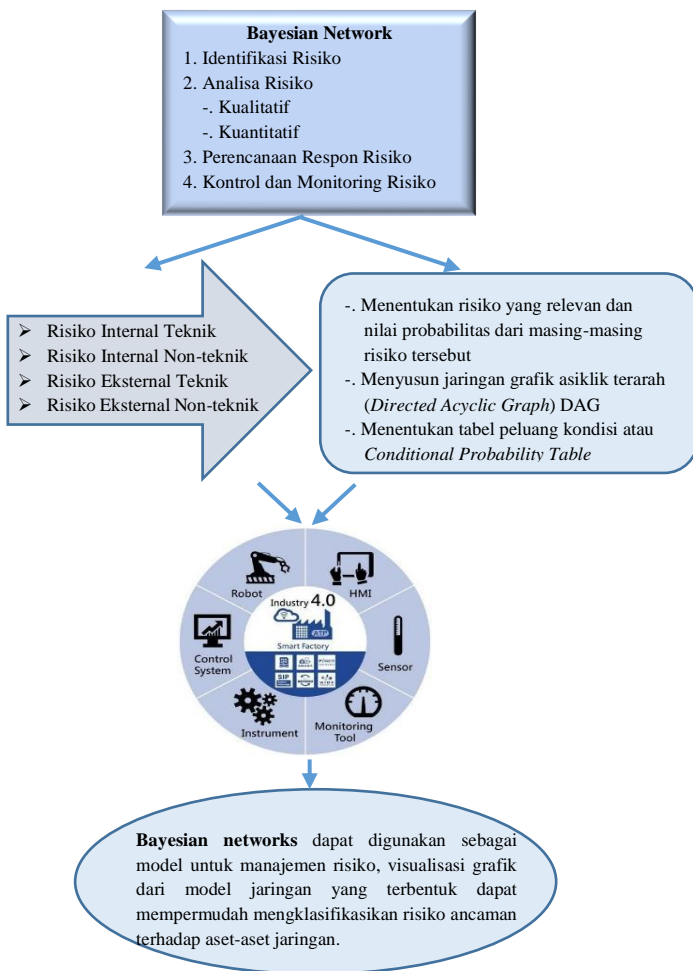 Bayesian Network
1. Identifikasi Risiko
2. Analisa Risiko
-. Kualitatif
-. Kuantitatif
3. Perencanaan Respon Risiko
4. Kontrol dan Monitoring Risiko
➢ Risiko Internal Teknik
➢ Risiko Internal Non-teknik
➢ Risiko Eksternal Teknik
➢ Risiko Eksternal Non-teknik
-. Menentukan risiko yang relevan dan
nilai probabilitas dari masing-masing
risiko tersebut
-. Menyusun jaringan grafik asiklik terarah
(Directed Acyclic Graph) DAG
-. Menentukan tabel peluang kondisi atau
Conditional Probability Table
Robot
HMI
Industry 4.0
Smart Factory
Control
System
Sensor
SIP
Instrument
Monitoring
Tool
Bayesian networks dapat digunakan sebagai
model untuk manajemen risiko, visualisasi grafik
dari model jaringan yang terbentuk dapat
mempermudah mengklasifikasikan risiko ancaman
terhadap aset-aset jaringan.